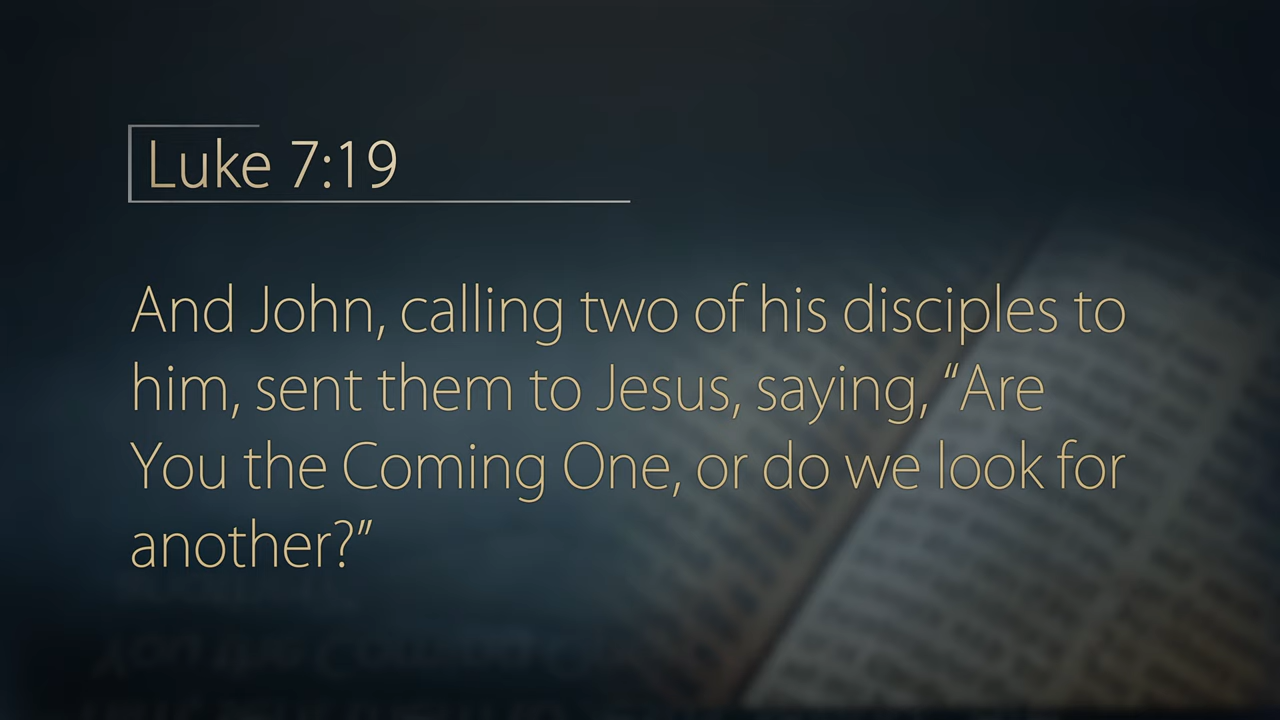 Luke 7:19
And John, calling two of his disciples to
him, sent them to Jesus, saying, “Are
You the Coming One, or do we look for
another?”